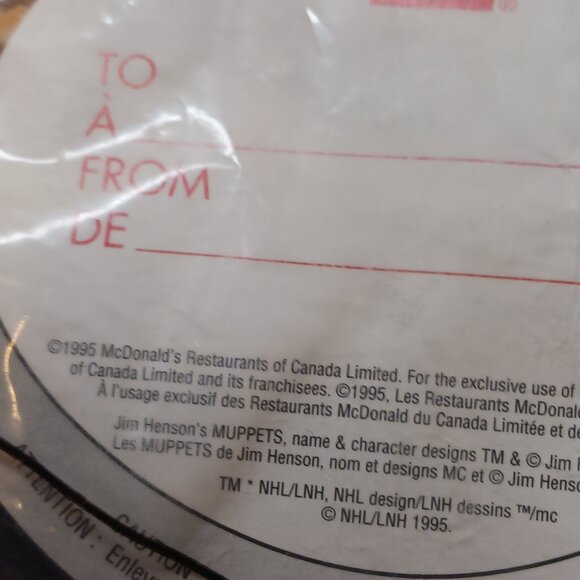 ®
TO
À
FROM
DE
©1995 McDonald's Restaurants of Canada Limited. For the exclusive use of
of Canada Limited and its franchisees. ©1995, Les Restaurants McDonald
À l'usage exclusif des Restaurants McDonald du Canada Limitée et de
Jim Henson's MUPPETS, name & character designs TM & © Jim H
Les MUPPETS de Jim Henson, nom et designs MC et © Jim Henso
TM * NHL/LNH, NHL design/LNH dessins ™/mc
© NHL/LNH 1995.
CAUTION
ATTENTION : Enlev